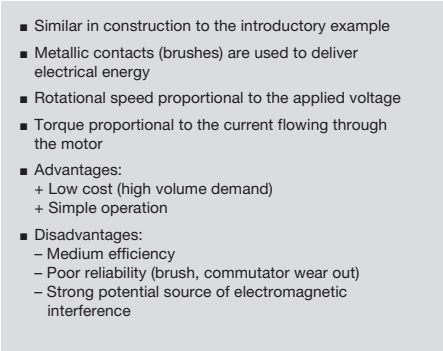 ■ Similar in construction to the introductory example
■ Metallic contacts (brushes) are used to deliver
electrical energy
■ Rotational speed proportional to the applied voltage
■ Torque proportional to the current flowing through
the motor
■ Advantages:
+ Low cost (high volume demand)
+ Simple operation
■ Disadvantages:
– Medium efficiency
– Poor reliability (brush, commutator wear out)
– Strong potential source of electromagnetic
interference